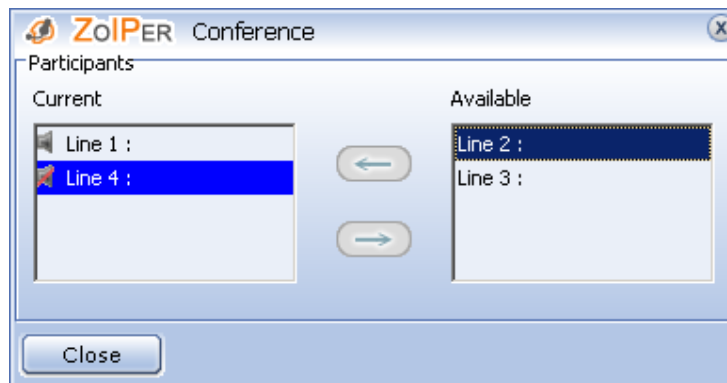 ZoIPER Conference
Participants
Current
Available
Line 1 :
Line 4 :
Line 2 :
Line 3 :
Close